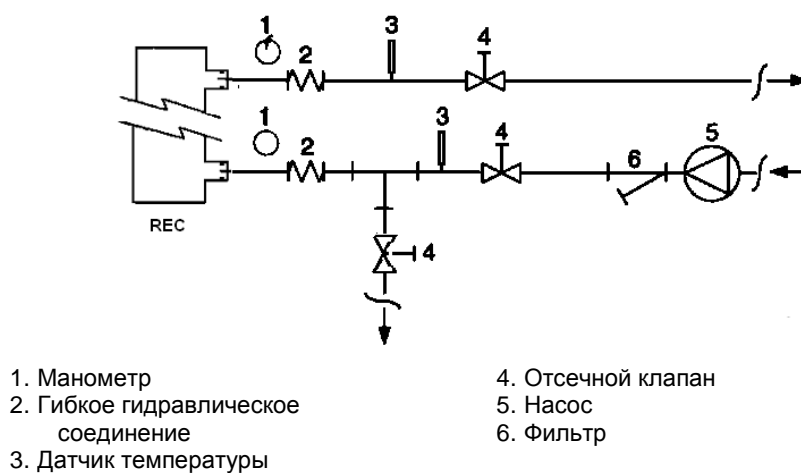 1
2
3
4
1
2
3
4
6
5
REC
4
1. Манометр
2. Гибкое гидравлическое
соединение
3. Датчик температуры
4. Отсечной клапан
5. Насос
6. Фильтр